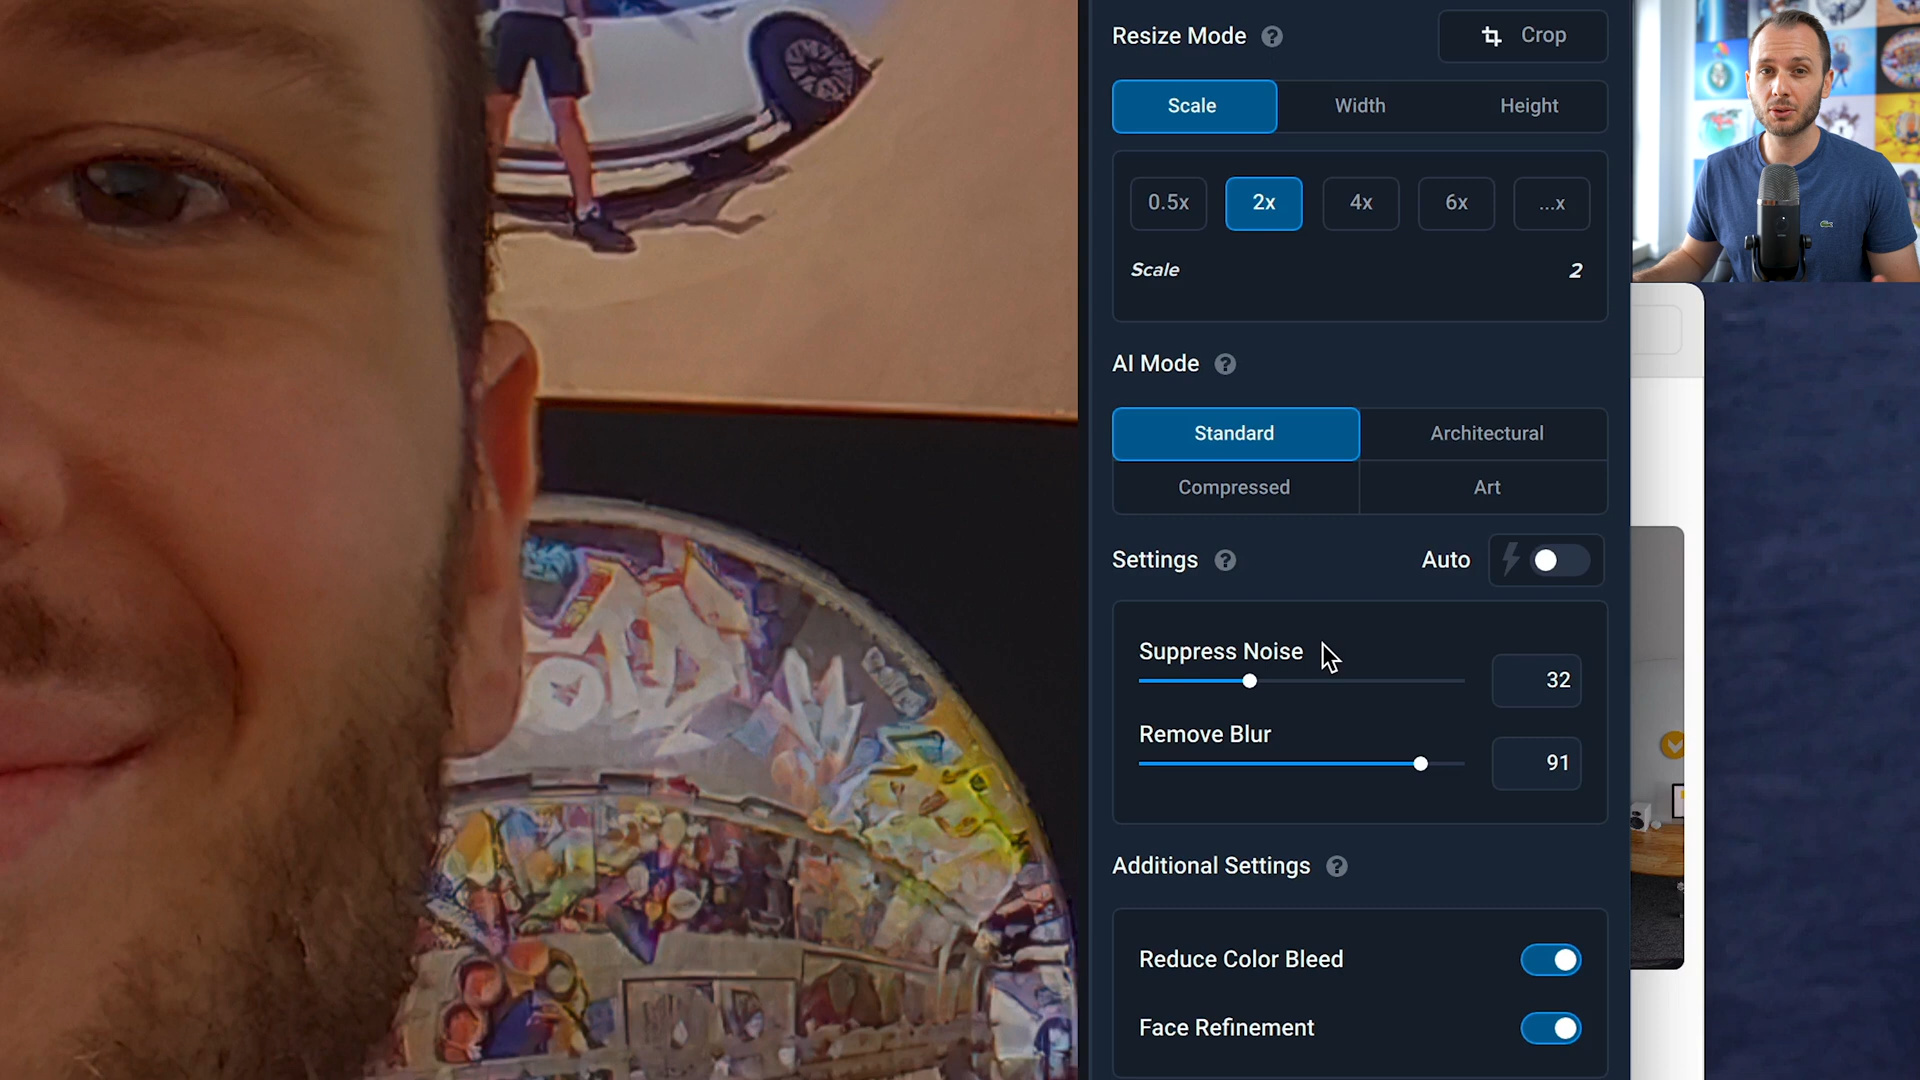 Resize Mode ?
Crop
Scale Width Height
0.5x 2x 4x 6x ...x
Scale 2
AI Mode ?
Standard Architectural
Compressed Art
Settings ? Auto
Suppress Noise
32
Remove Blur
91
Additional Settings ?
Reduce Color Bleed
Face Refinement